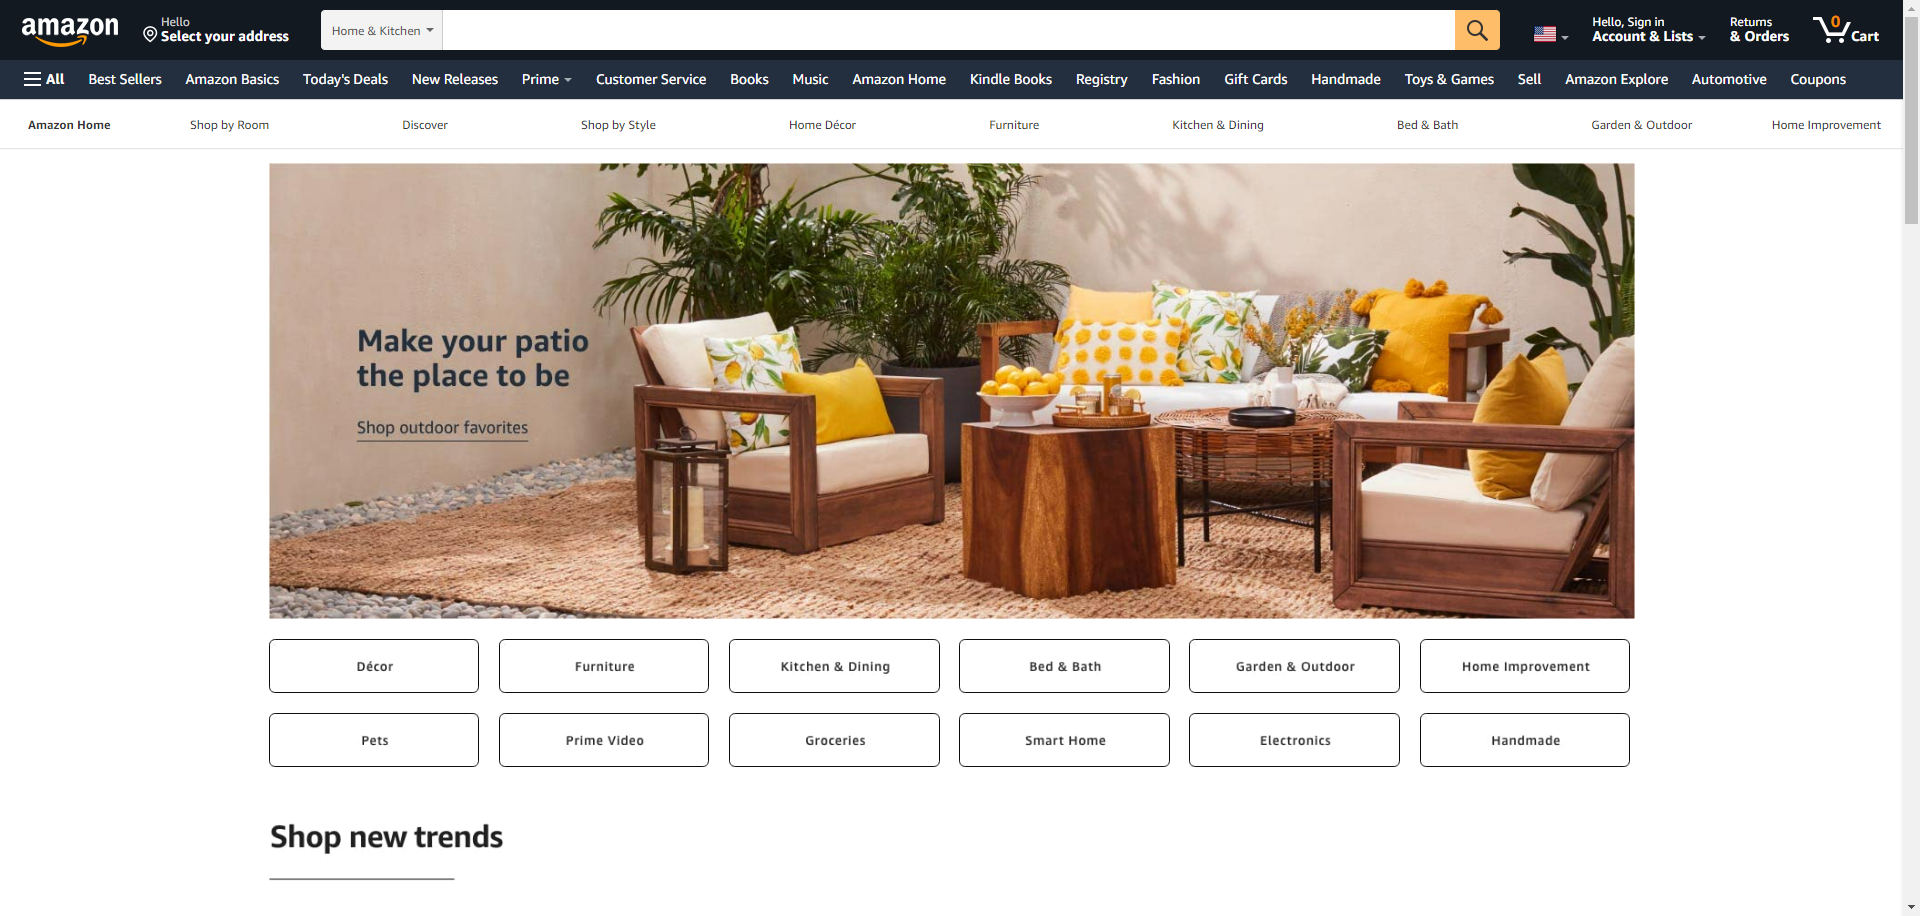 amazon
Hello
Select your address
Home & Kitchen
Hello, Sign in
Account & Lists
Returns
& Orders
0
Cart
All
Best Sellers
Amazon Basics
Today's Deals
New Releases
Prime
Customer Service
Books
Music
Amazon Home
Kindle Books
Registry
Fashion
Gift Cards
Handmade
Toys & Games
Sell
Amazon Explore
Automotive
Coupons
Amazon Home
Shop by Room
Discover
Shop by Style
Home Décor
Furniture
Kitchen & Dining
Bed & Bath
Garden & Outdoor
Home Improvement
Make your patio
the place to be
Shop outdoor favorites
Décor
Furniture
Kitchen & Dining
Bed & Bath
Garden & Outdoor
Home Improvement
Pets
Prime Video
Groceries
Smart Home
Electronics
Handmade
Shop new trends